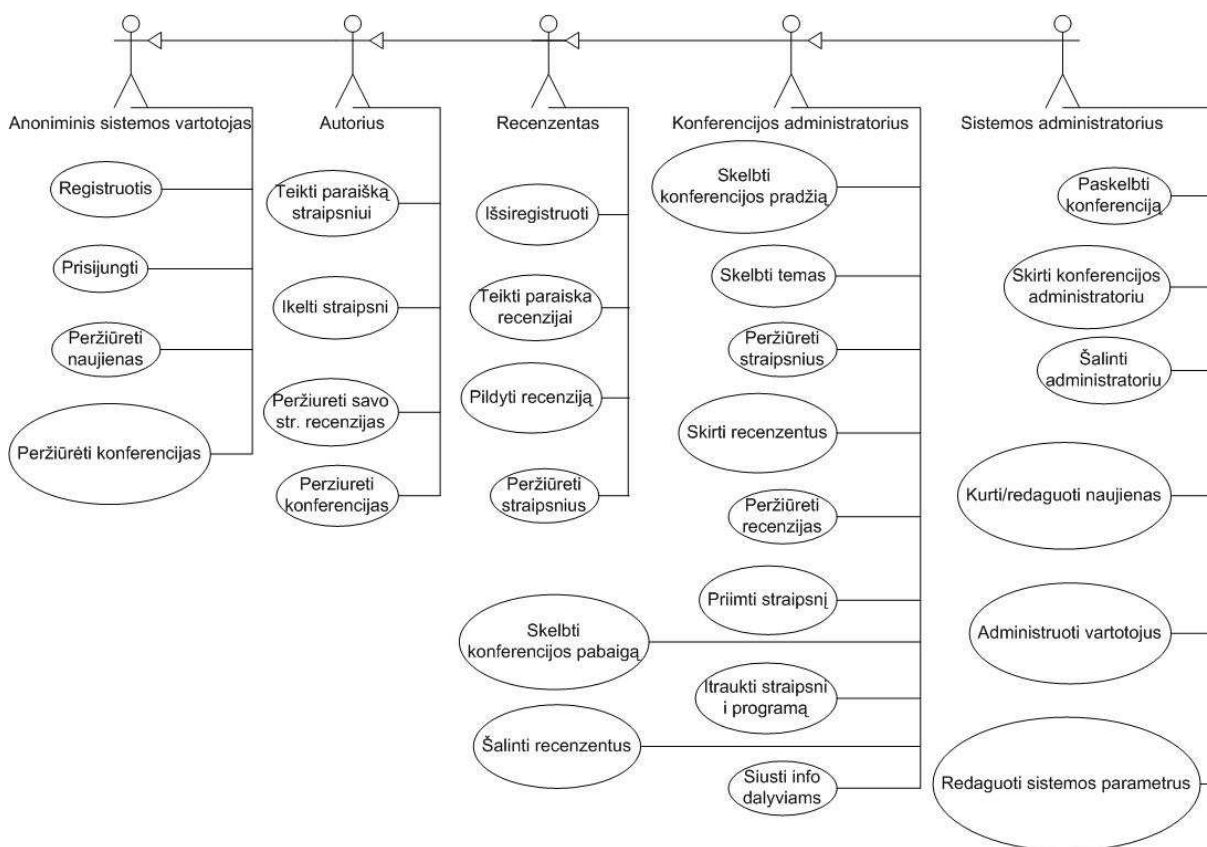 Anoniminis sistemos vartotojas
Registruotis
Prisijungti
Peržiūreti
naujienas
Peržiūrėti konferencijas
Autorius
Teikti paraišką
straipsniui
Ikelti straipsni
Peržiureti savo
str. recenzijas
Perziureti
konferencijas
Recenzentas
Išsiregistruoti
Teikti paraiska
recenzijai
Pildyti recenziją
Peržiūreti
straipsnius
Konferencijos administratorius
Skelbti
konferencijos pradžią
Skelbti temas
Peržiūreti
straipsnius
Skirti recenzentus
Peržiūreti
recenzijas
Priimti straipsnį
Skelbti
konferencijos pabaigą
Itraukti straipsni
i programą
Šalinti recenzentus
Siusti info
dalyviams
Sistemos administratorius
Paskelbti
konferenciją
Skirti konferencijos
administratoriu
Šalinti
administratoriu
Kurti/redaguoti naujienas
Administruoti vartotojus
Redaguoti sistemos parametrus